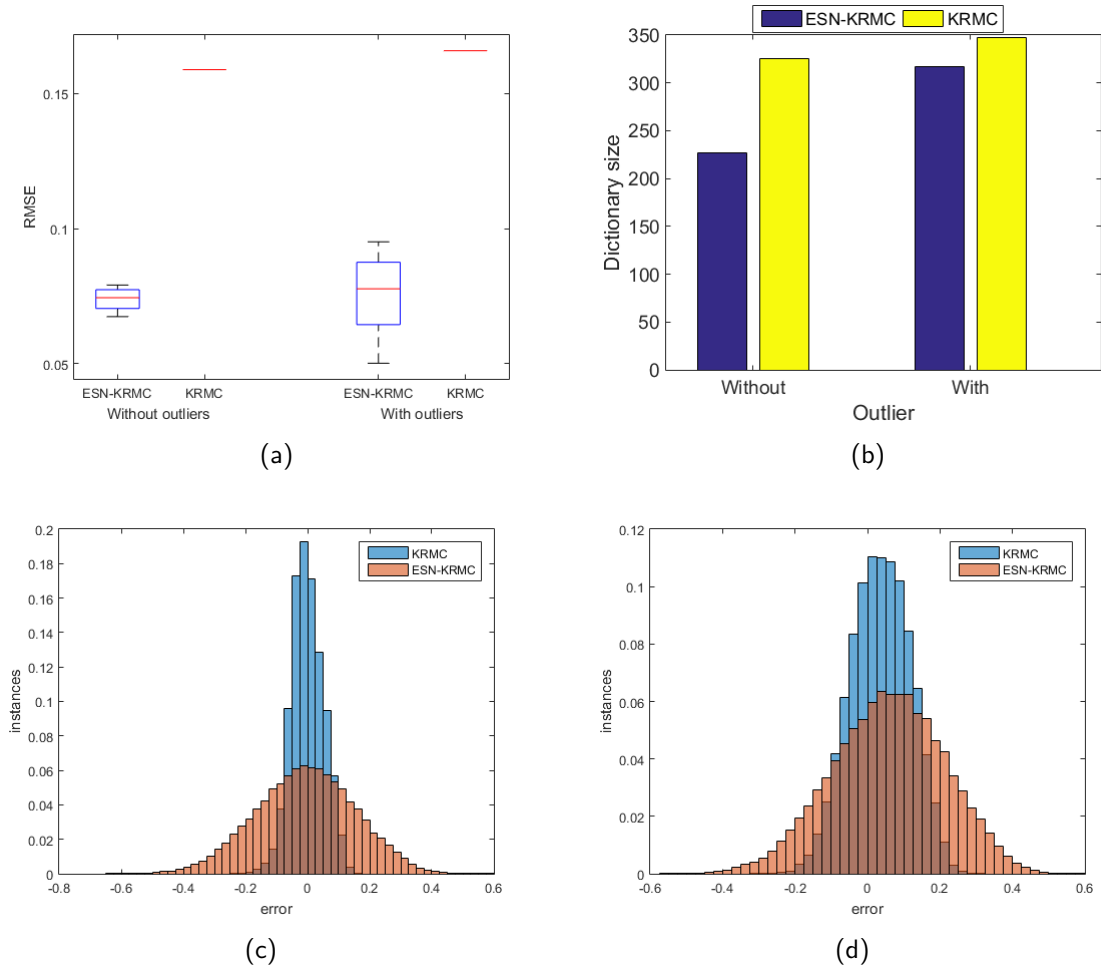 0.15
0.1
0.05
RMSE
ESN-KRMC KRMC ESN-KRMC KRMC
Without outliers With outliers
(a)
ESN-KRMC KRMC
350
300
250
200
150
100
50
0
Dictionary size
Without With
Outlier
(b)
0.2
0.18
0.16
0.14
0.12
0.1
0.08
0.06
0.04
0.02
0
instances
KRMC
ESN-KRMC
-0.8 -0.6 -0.4 -0.2 0 0.2 0.4 0.6
error
(c)
0.12
0.1
0.08
0.06
0.04
0.02
0
instances
KRMC
ESN-KRMC
-0.6 -0.4 -0.2 0 0.2 0.4 0.6
error
(d)